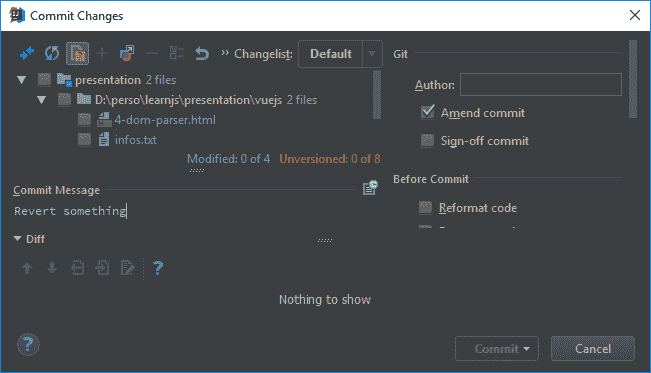 Commit Changes
Changelist: Default
Git
presentation 2 files
Author:
D:\perso\learnjs\presentation\vuejs 2 files
Amend commit
4-dom-parser.html
infos.txt
Sign-off commit
Modified: 0 of 4 Unversioned: 0 of 8
Before Commit
Commit Message
Revert something
Reformat code
Diff
Nothing to show
Commit
Cancel